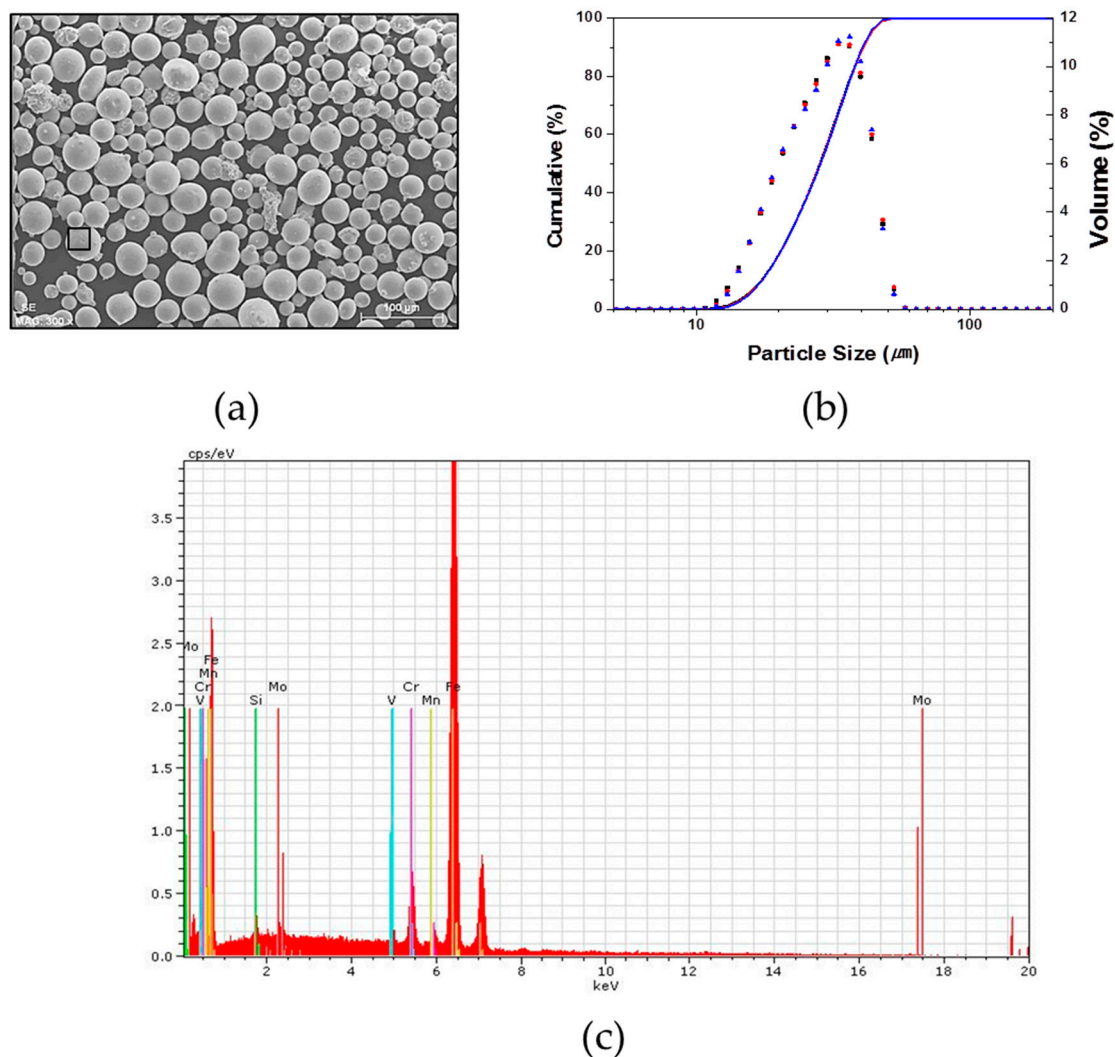 SE
MAG: 300 x
100 μm
(a)
100
80
60
40
20
0
Cumulative (%)
12
10
8
6
4
2
0
Volume (%)
10
100
Particle Size (㎛)
(b)
cps/eV
3.5
3.0
2.5
2.0
1.5
1.0
0.5
0.0
Mo
Fe
Mn
Cr
V
Si
Mo
V
Cr
Mn
Fe
Mo
2
4
6
8
10
12
14
16
18
20
keV
(c)